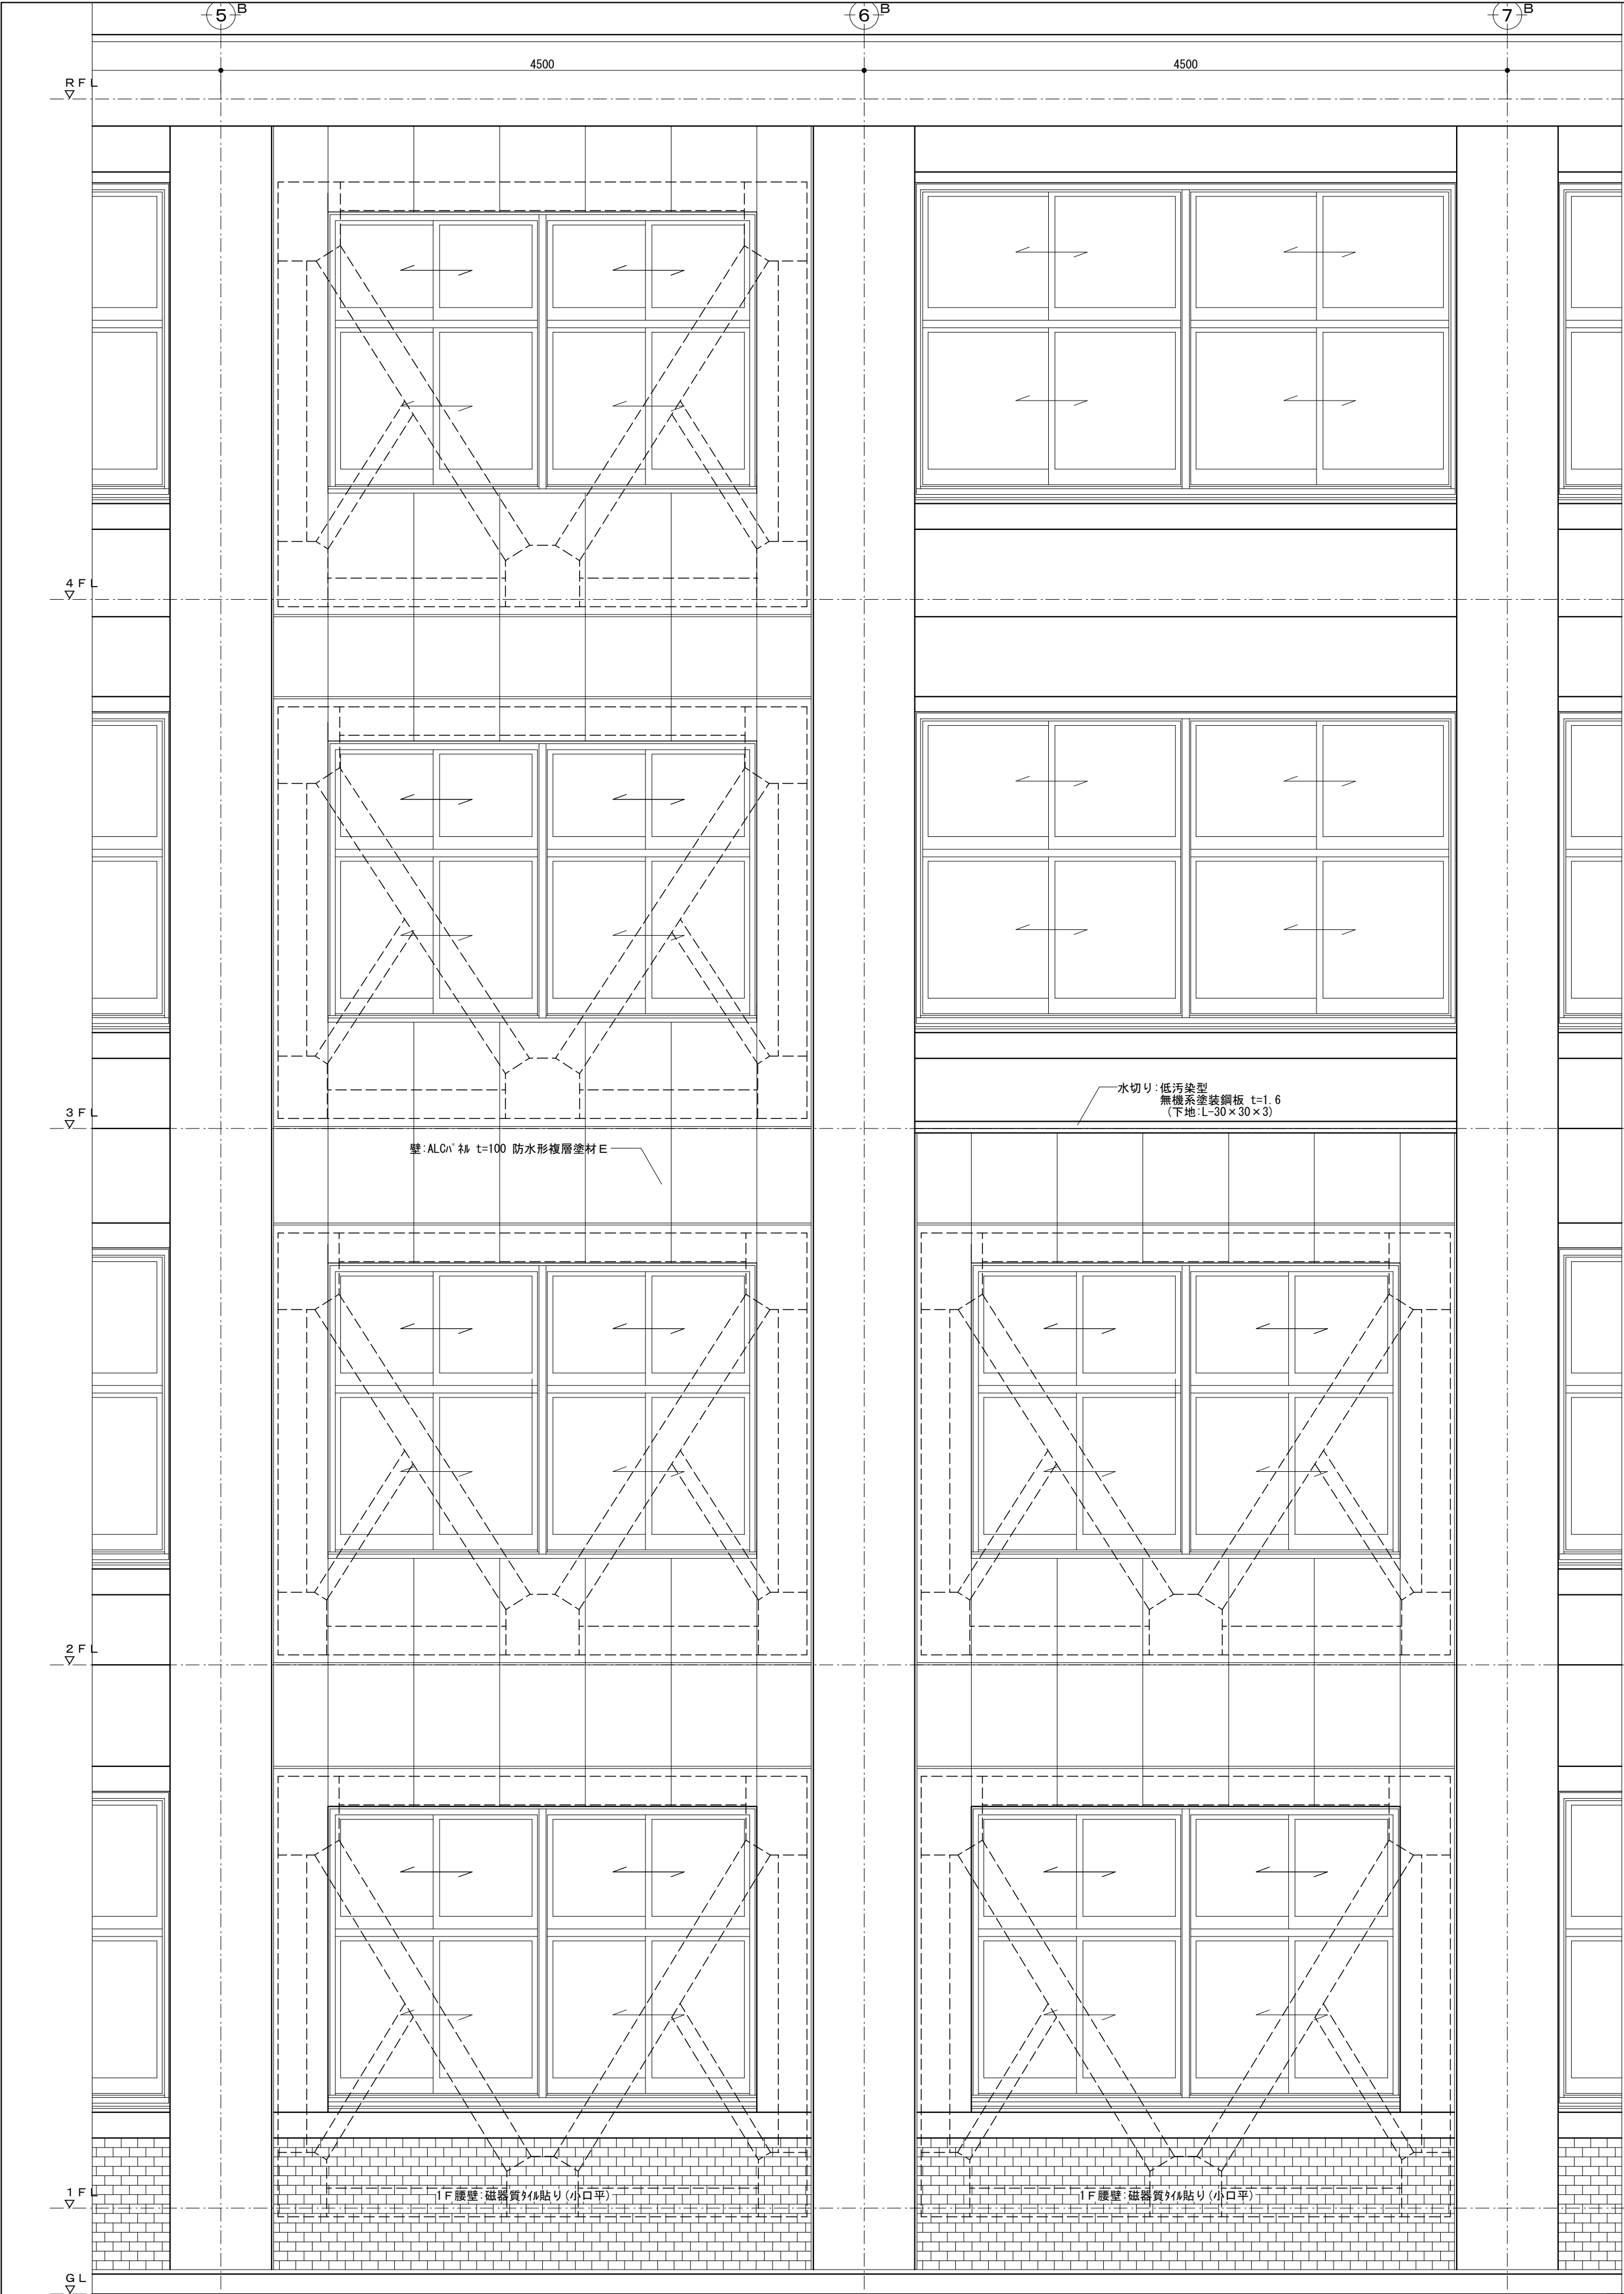 5 B
6 B
7 B
4500
4500
RFL
4FL
3FL
水切り:低汚染型
無機系塗装鋼板 t=1.6
(下地:L-30×30×3)
壁:ALCﾊﾟﾈﾙ t=100 防水形複層塗材E
2FL
1FL
1F腰壁:磁器質ﾀｲﾙ貼り(小口平)
1F腰壁:磁器質ﾀｲﾙ貼り(小口平)
GL